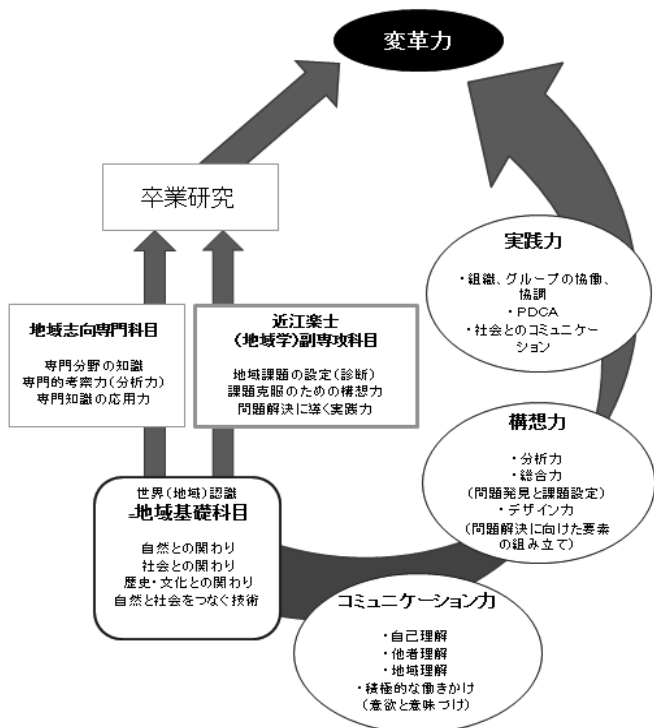 変革力
卒業研究
実践力
・組織、グループの協働、
協調
・PDCA
・社会とのコミュニケー
ション
地域志向専門科目
専門分野の知識
専門的考察力(分析力)
専門知識の応用力
近江楽士
(地域学)副専攻科目
地域課題の設定(診断)
課題克服のための構想力
問題解決に導く実践力
構想力
・分析力
・総合力
(問題発見と課題設定)
・デザイン力
(問題解決に向けた要素
の組み立て)
世界(地域)認識
=地域基礎科目
自然との関わり
社会との関わり
歴史・文化との関わり
自然と社会をつなぐ技術
コミュニケーション力
・自己理解
・他者理解
・地域理解
・積極的な働きかけ
(意欲と意味づけ)